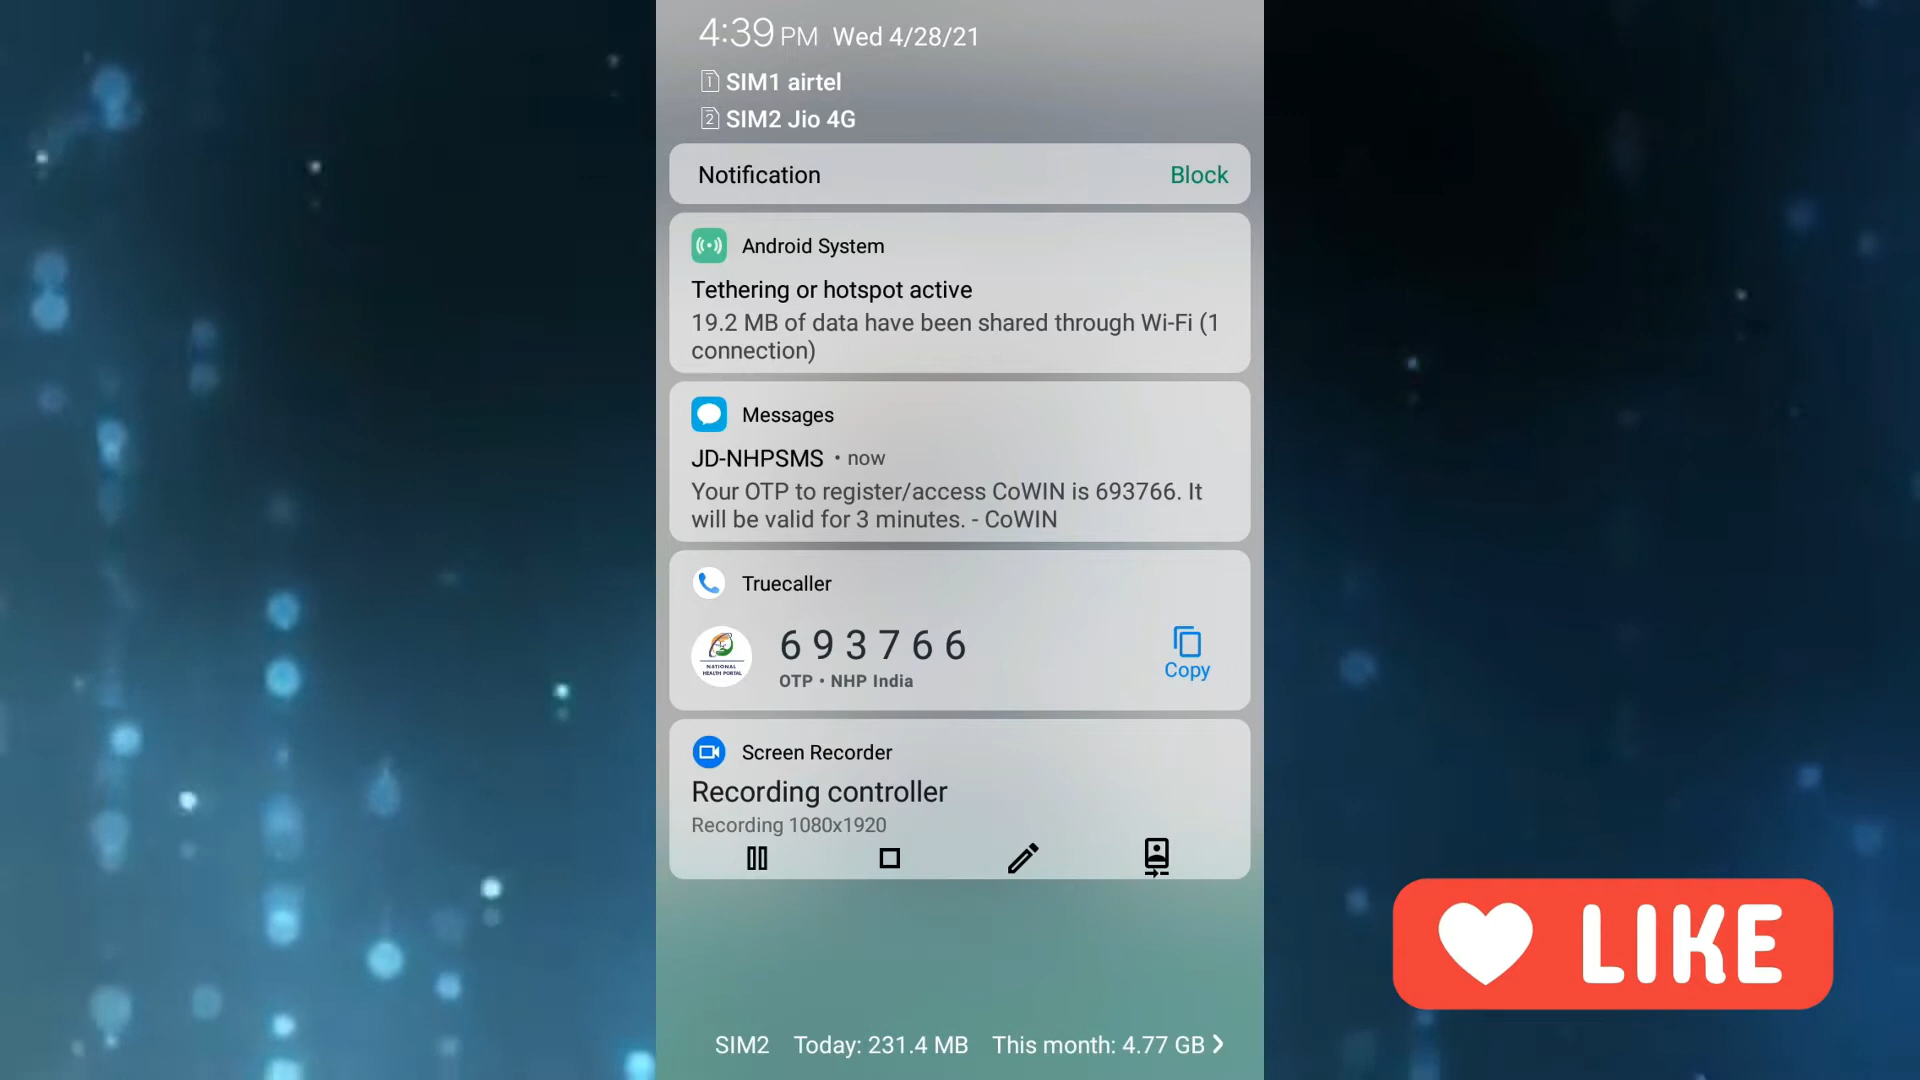 4:39 PM Wed 4/28/21
SIM1 airtel
SIM2 Jio 4G
Notification Block
Android System
Tethering or hotspot active
19.2 MB of data have been shared through Wi-Fi (1
connection)
Messages
JD-NHPSMS • now
Your OTP to register/access CoWIN is 693766. It
will be valid for 3 minutes. - CoWIN
Truecaller
693766
NATIONAL
HEALTH PORTAL
OTP • NHP India
Copy
Screen Recorder
Recording controller
Recording 1080x1920
LIKE
SIM2 Today: 231.4 MB This month: 4.77 GB